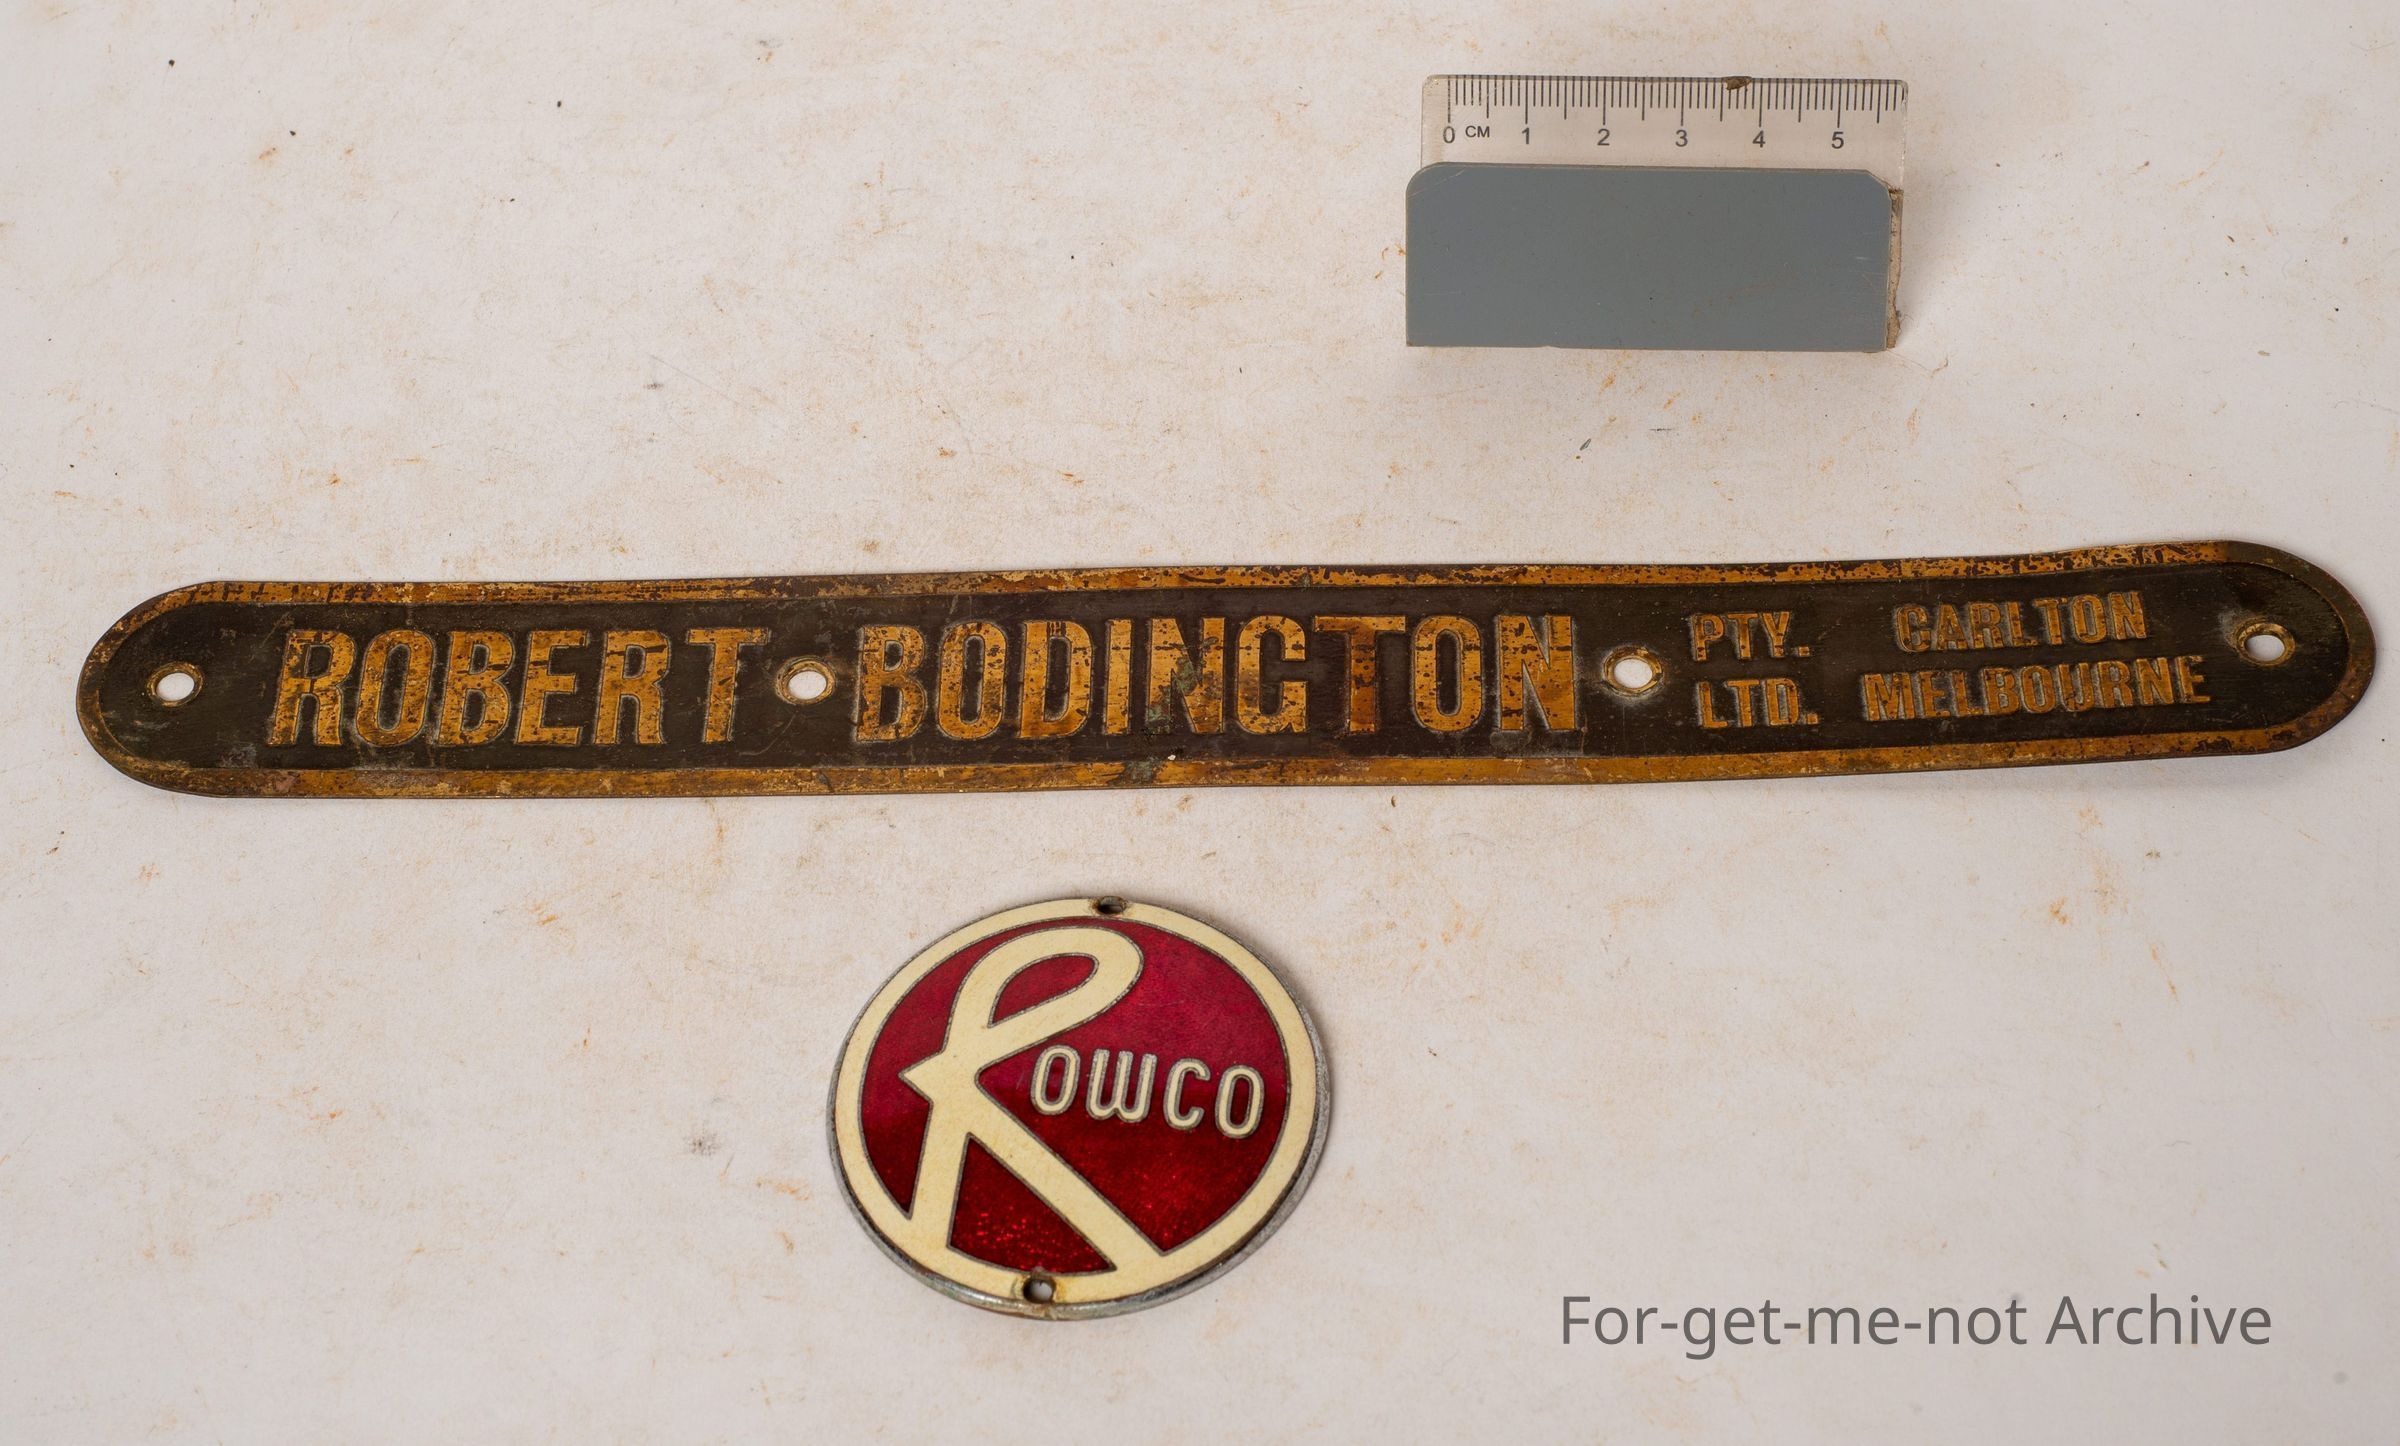 0 CM 1 2 3 4 5
ROBERT BODINGTON PTY. LTD. CARLTON MELBOURNE
Rowco
For-get-me-not Archive